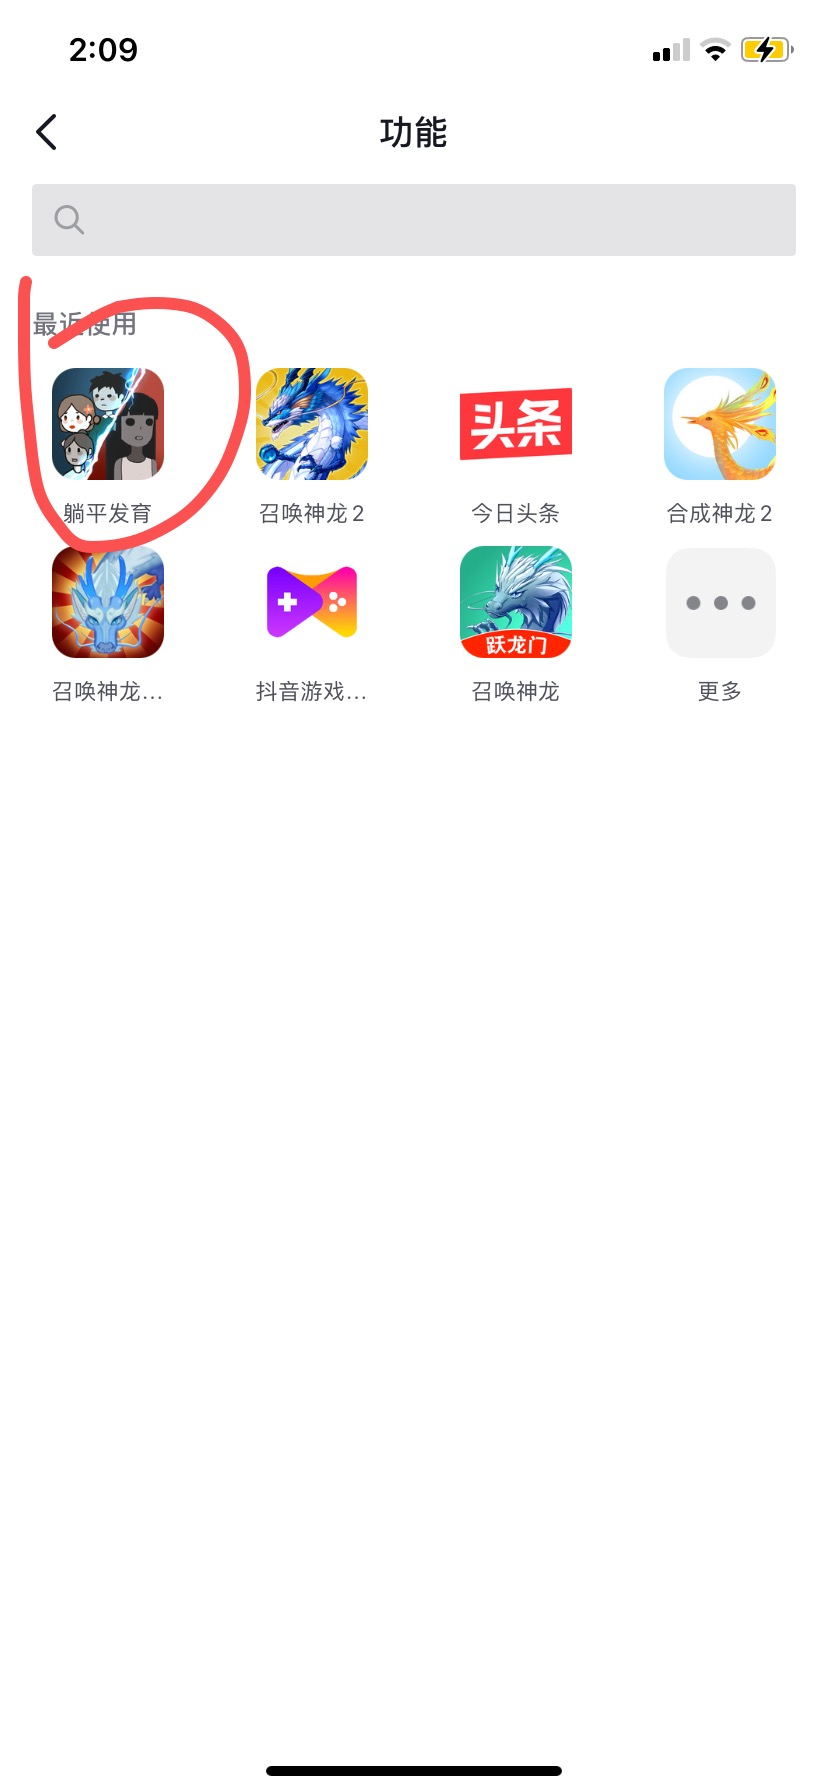 2:09
功能
最近使用
躺平发育
召唤神龙2
头条
今日头条
合成神龙2
召唤神龙...
抖音游戏...
跃龙门
召唤神龙
更多